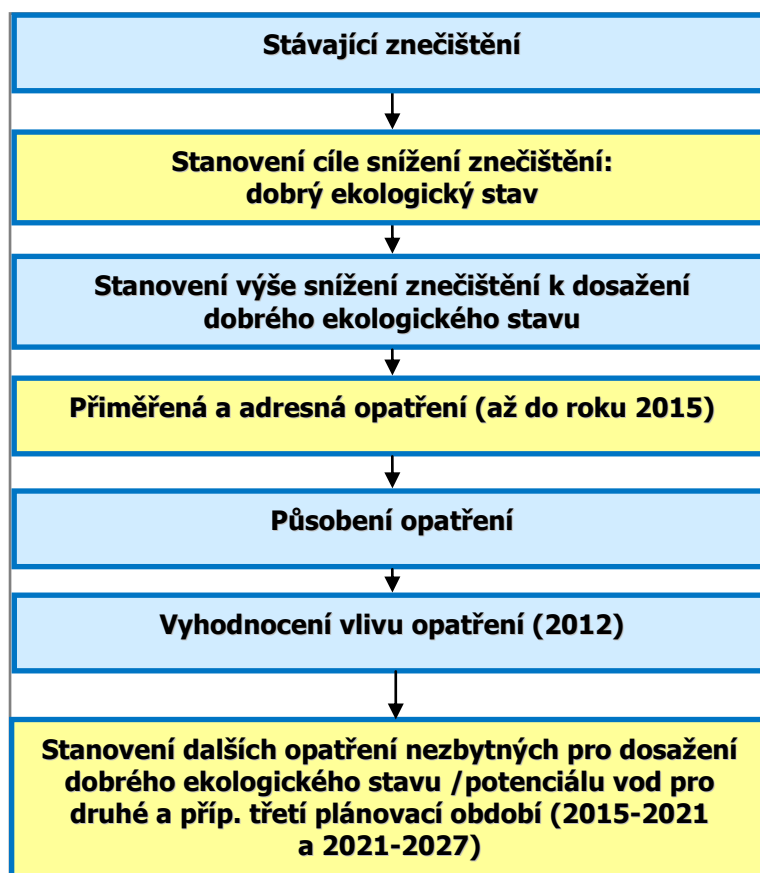 Stávající znečištění
Stanovení cíle snížení znečištění:
dobrý ekologický stav
Stanovení výše snížení znečištění k dosažení
dobrého ekologického stavu
Přiměřená a adresná opatření (až do roku 2015)
Působení opatření
Vyhodnocení vlivu opatření (2012)
Stanovení dalších opatření nezbytných pro dosažení
dobrého ekologického stavu /potenciálu vod pro
druhé a příp. třetí plánovací období (2015-2021
a 2021-2027)